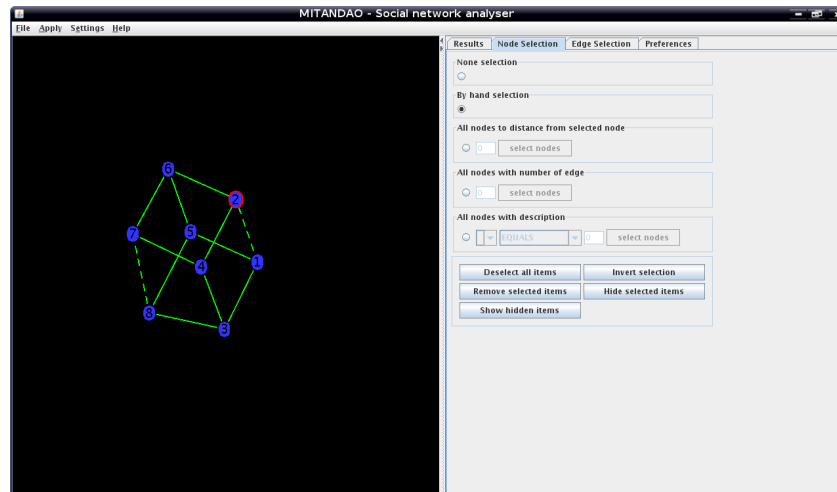 MITANDAO - Social network analyser
File Apply Settings Help
Results Node Selection Edge Selection Preferences
None selection
By hand selection
All nodes to distance from selected node
0 select nodes
All nodes with number of edge
0 select nodes
All nodes with description
EQUALS 0 select nodes
Deselect all items Invert selection
Remove selected items Hide selected items
Show hidden items
6
2
5
7
4
1
8
3